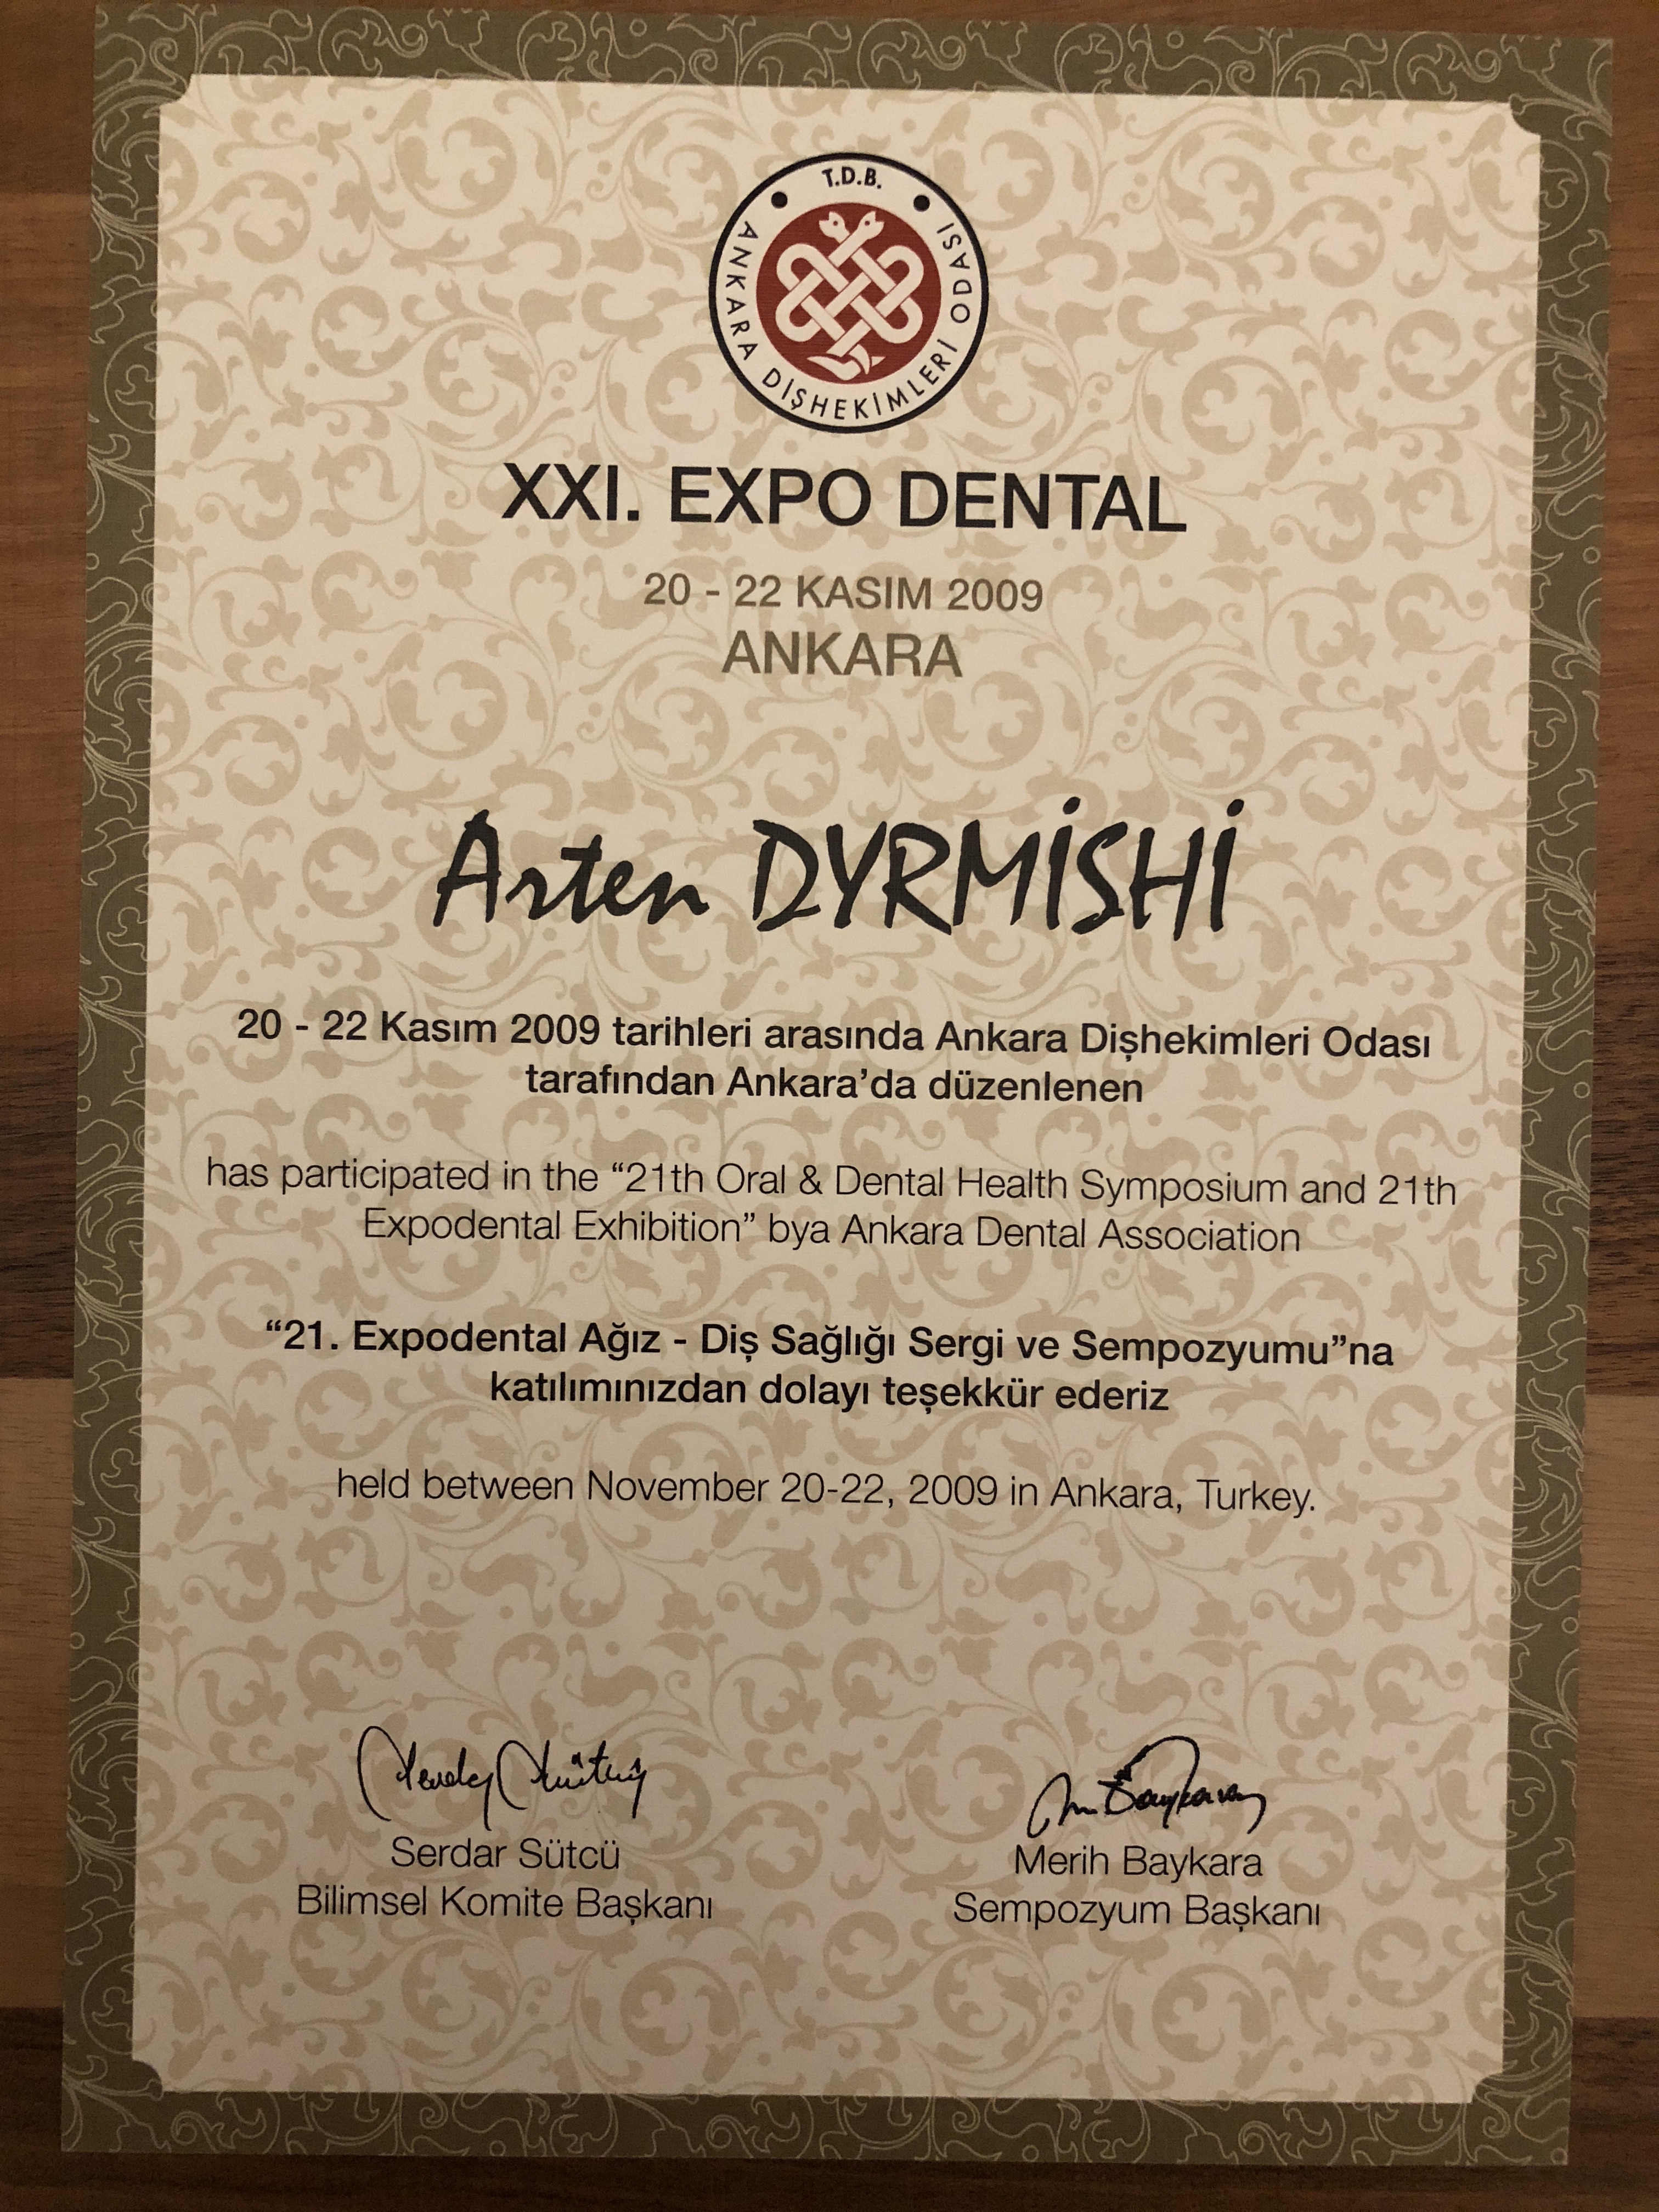 T.D.B.
ANKARA DİŞHEKİMLERİ ODASI
XXI. EXPO DENTAL
20 - 22 KASIM 2009
ANKARA
Arten DYRMİSHİ
20 - 22 Kasım 2009 tarihleri arasında Ankara Dişhekimleri Odası
tarafından Ankara’da düzenlenen
has participated in the “21th Oral & Dental Health Symposium and 21th
Expodental Exhibition” bya Ankara Dental Association
“21. Expodental Ağız - Diş Sağlığı Sergi ve Sempozyumu”na
katılımınızdan dolayı teşekkür ederiz
held between November 20-22, 2009 in Ankara, Turkey.
Serdar Sütcü
Bilimsel Komite Başkanı
Merih Baykara
Sempozyum Başkanı